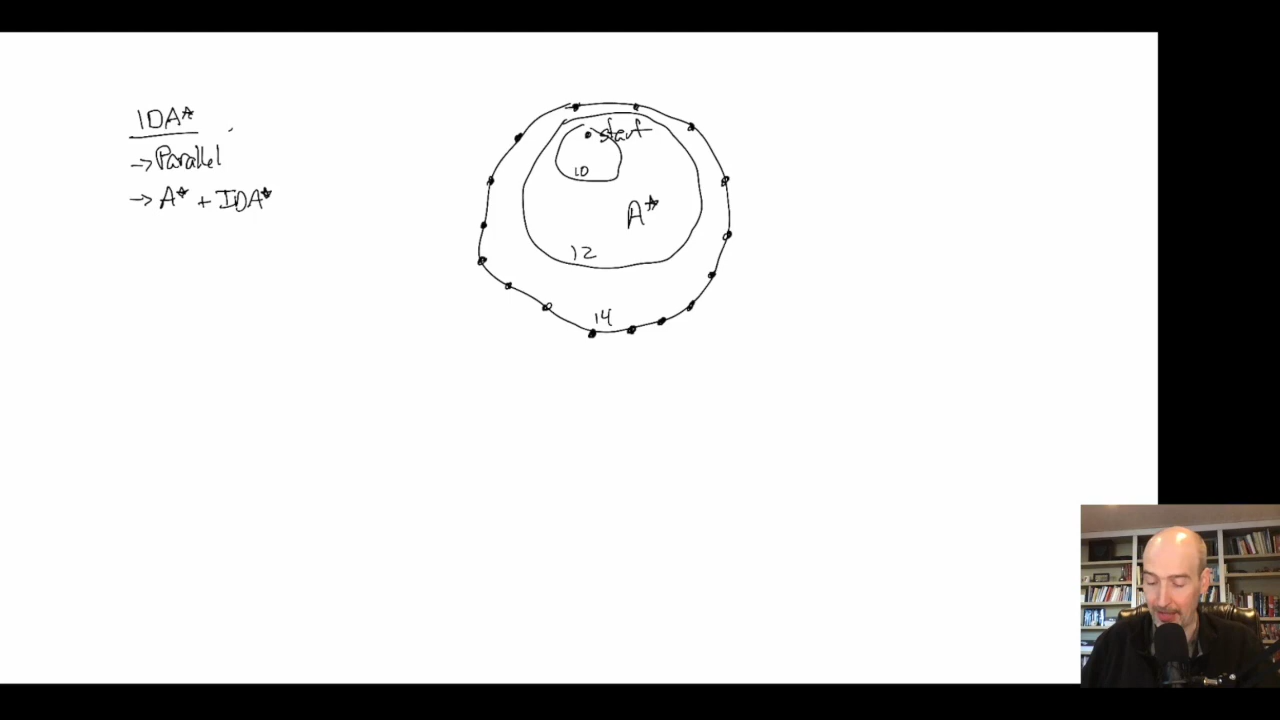 IDA*
→ Parallel
→ A* + IDA*
start
10
A*
12
14